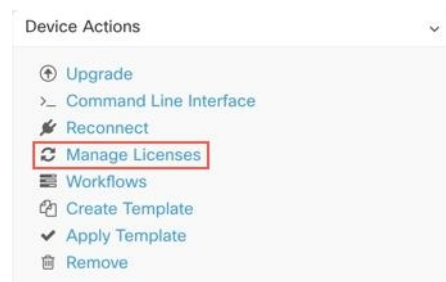 Device Actions
Upgrade
Command Line Interface
Reconnect
Manage Licenses
Workflows
Create Template
Apply Template
Remove